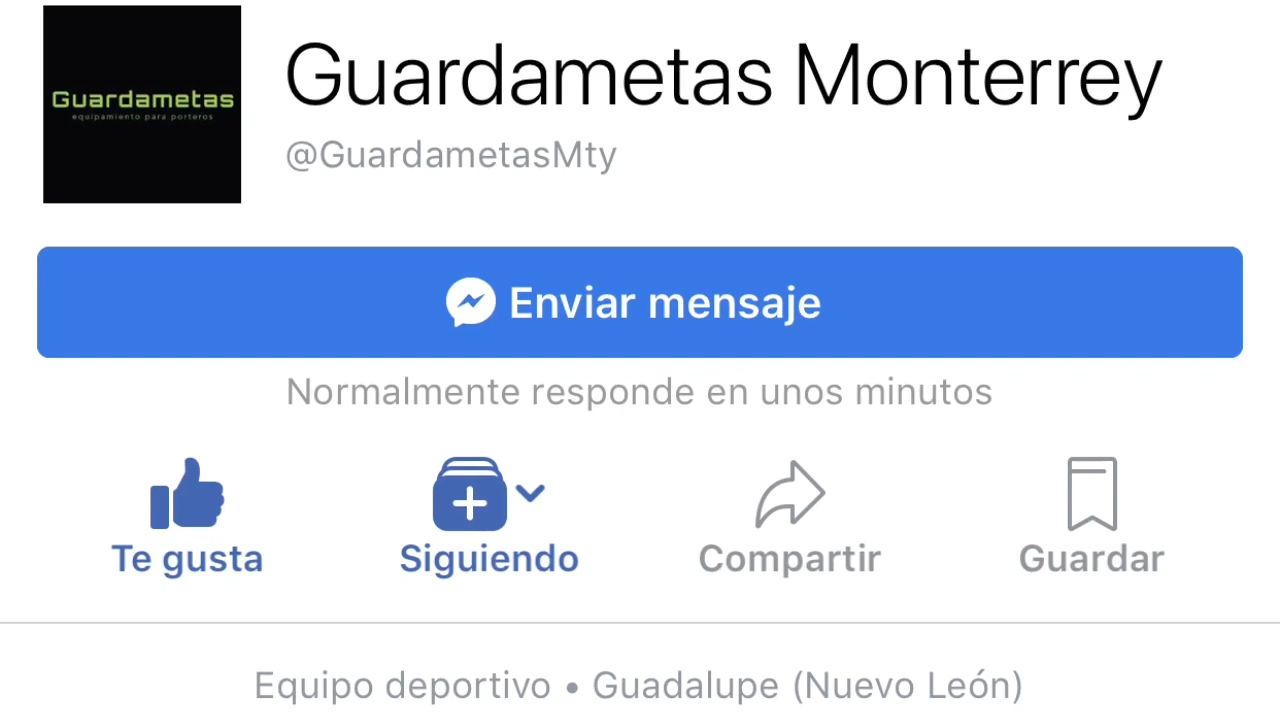 Guardametas
equipamiento para porteros
Guardametas Monterrey
@GuardametasMty
Enviar mensaje
Normalmente responde en unos minutos
Te gusta
Siguiendo
Compartir
Guardar
Equipo deportivo • Guadalupe (Nuevo León)